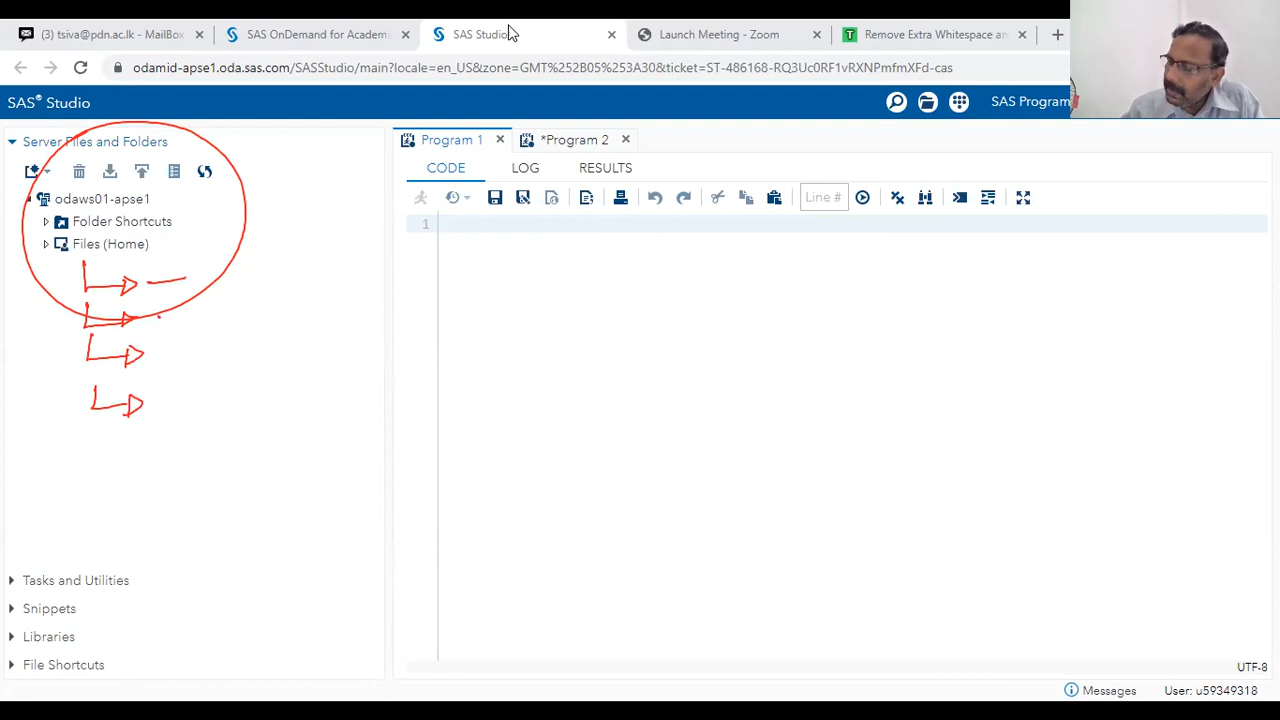 (3) tsiva@pdn.ac.lk - MailBox
SAS OnDemand for Academi
SAS Studio
Launch Meeting - Zoom
Remove Extra Whitespace an
odamid-apse1.oda.sas.com/SASStudio/main?locale=en_US&zone=GMT%252B05%253A30&ticket=ST-486168-RQ3Uc0RF1vRXNPmfmXFd-cas
SAS® Studio
SAS Program
Server Files and Folders
Program 1
*Program 2
CODE
LOG
RESULTS
odaws01-apse1
Line #
Folder Shortcuts
1
Files (Home)
Tasks and Utilities
Snippets
Libraries
File Shortcuts
UTF-8
Messages
User: u59349318